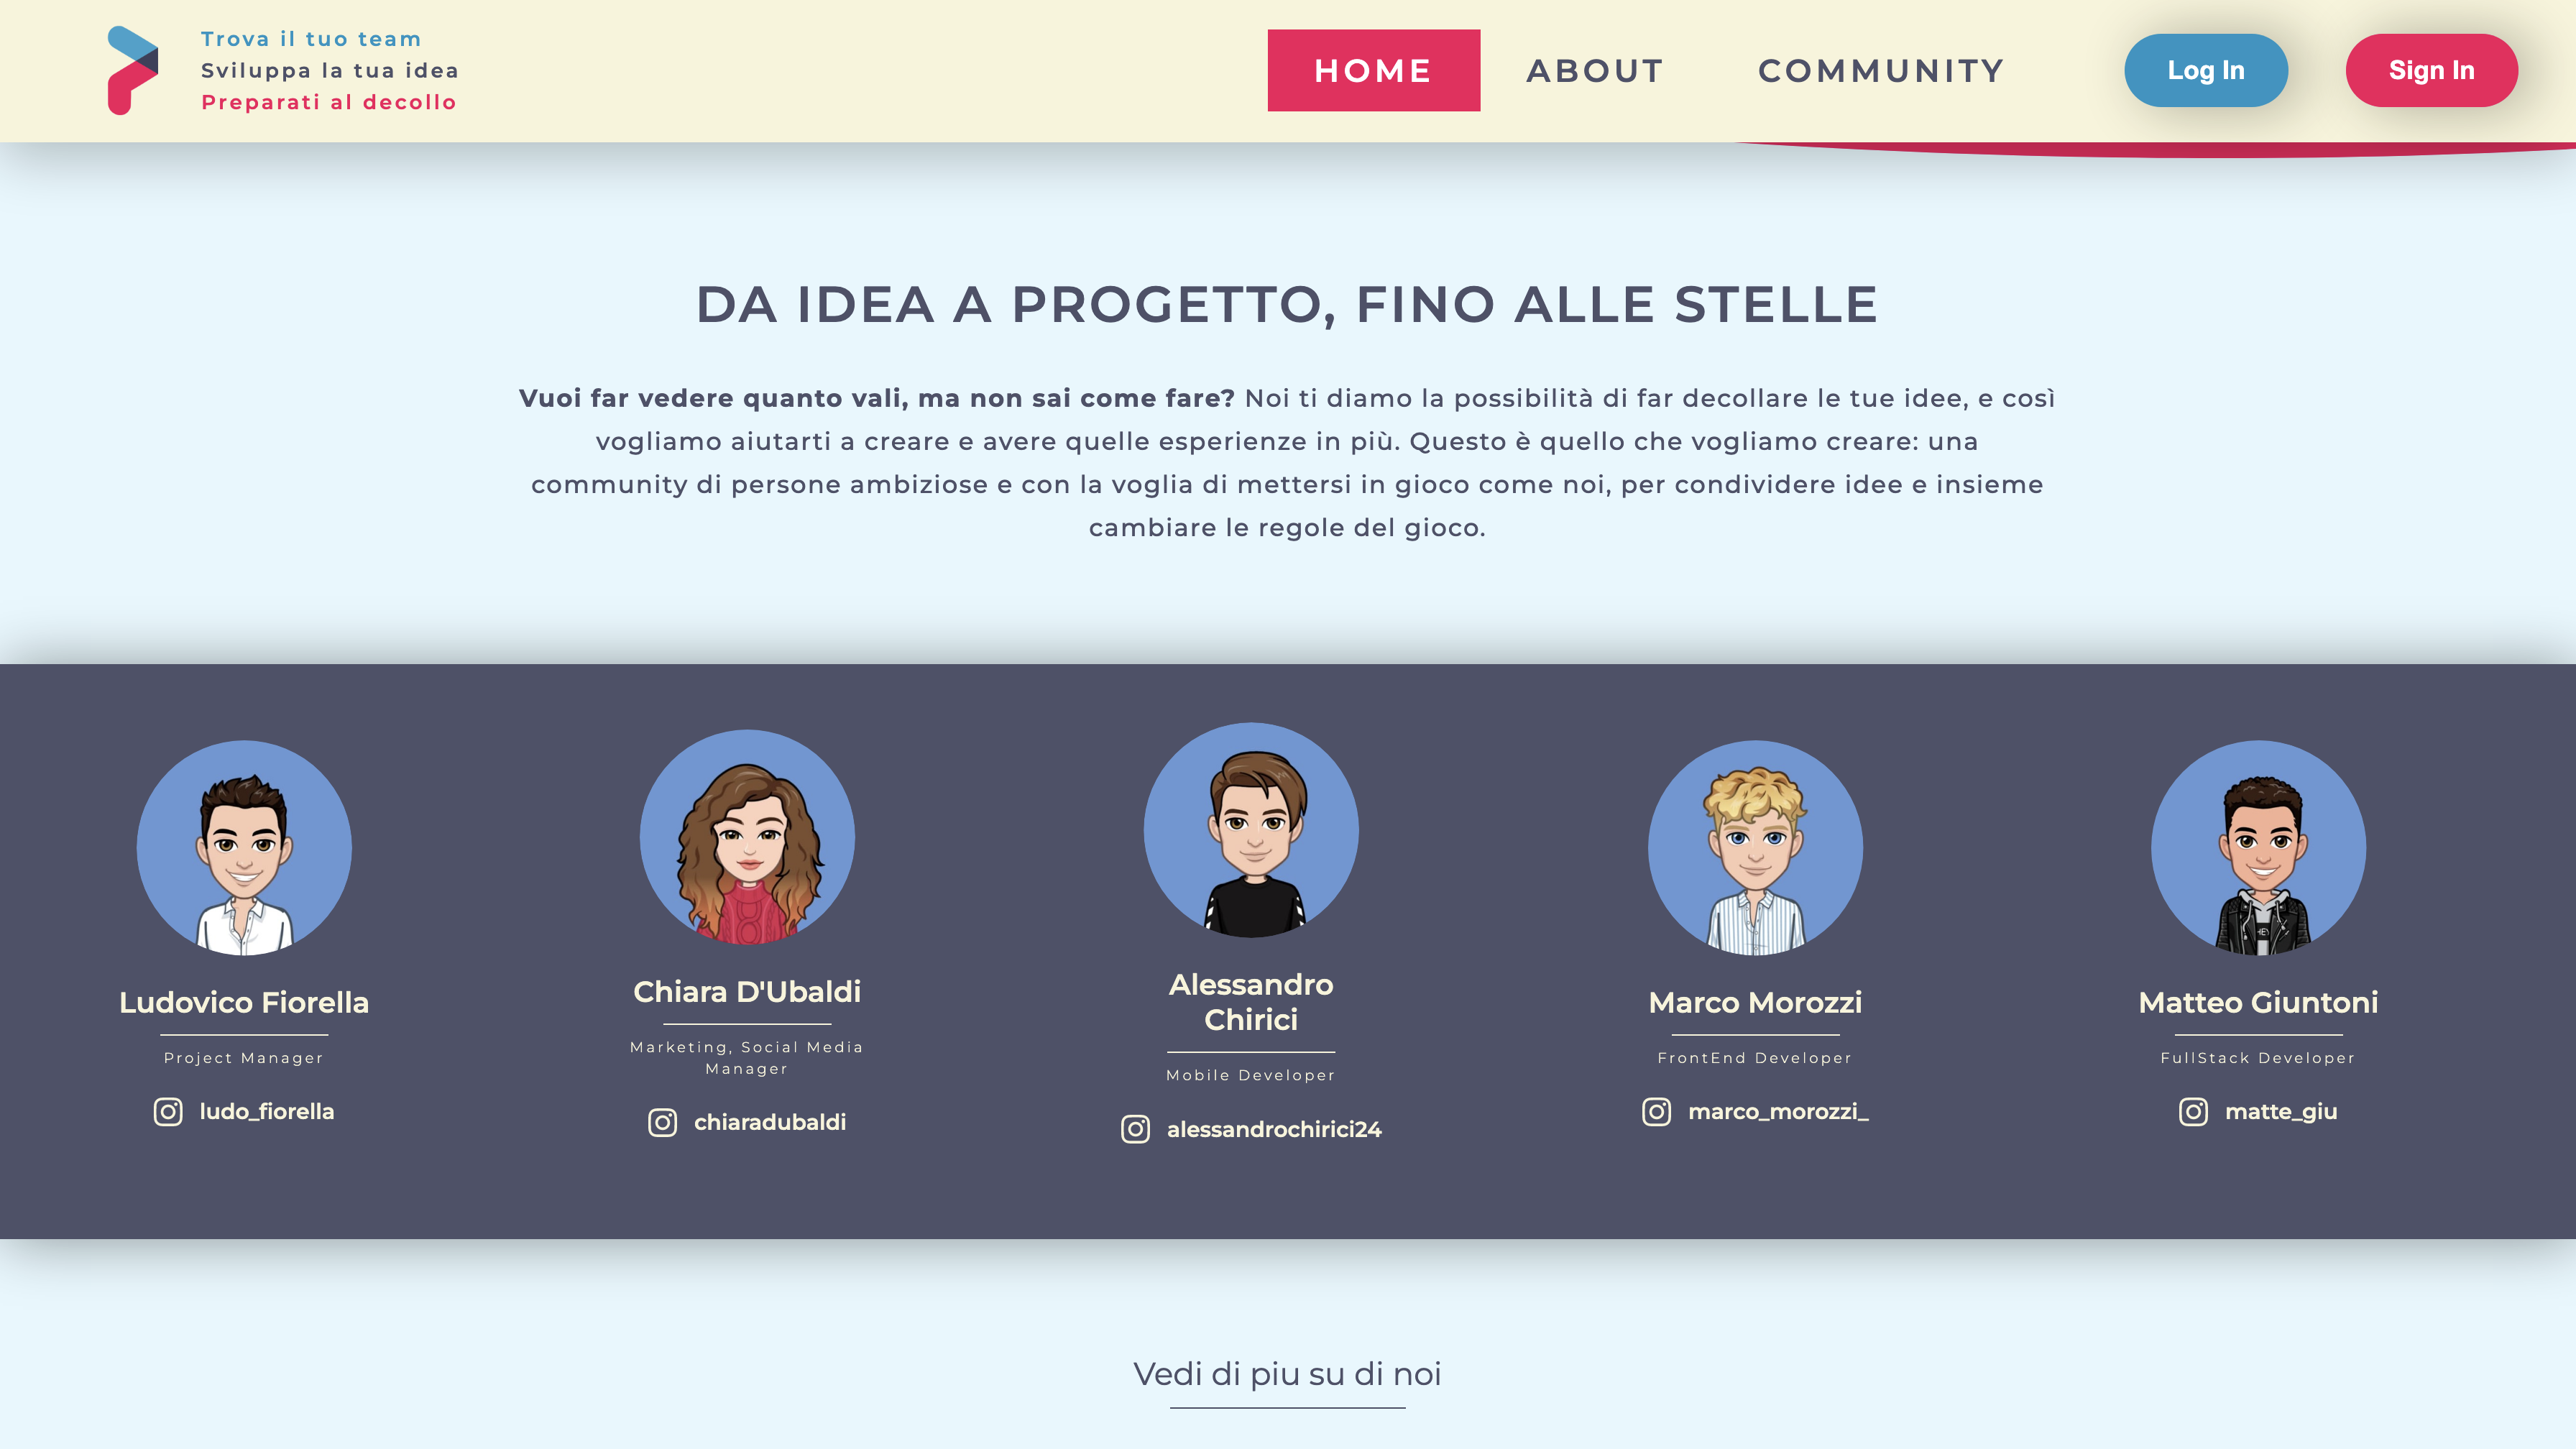 Trova il tuo team
Sviluppa la tua idea
Preparati al decollo
HOME
ABOUT
COMMUNITY
Log In
Sign In
DA IDEA A PROGETTO, FINO ALLE STELLE
Vuoi far vedere quanto vali, ma non sai come fare? Noi ti diamo la possibilità di far decollare le tue idee, e così
vogliamo aiutarti a creare e avere quelle esperienze in più. Questo è quello che vogliamo creare: una
community di persone ambiziose e con la voglia di mettersi in gioco come noi, per condividere idee e insieme
cambiare le regole del gioco.
Ludovico Fiorella
Project Manager
ludo_fiorella
Chiara D'Ubaldi
Marketing, Social Media
Manager
chiaradubaldi
Alessandro
Chirici
Mobile Developer
alessandrochirici24
Marco Morozzi
FrontEnd Developer
marco_morozzi_
HEY
Matteo Giuntoni
FullStack Developer
matte_giu
Vedi di piu su di noi